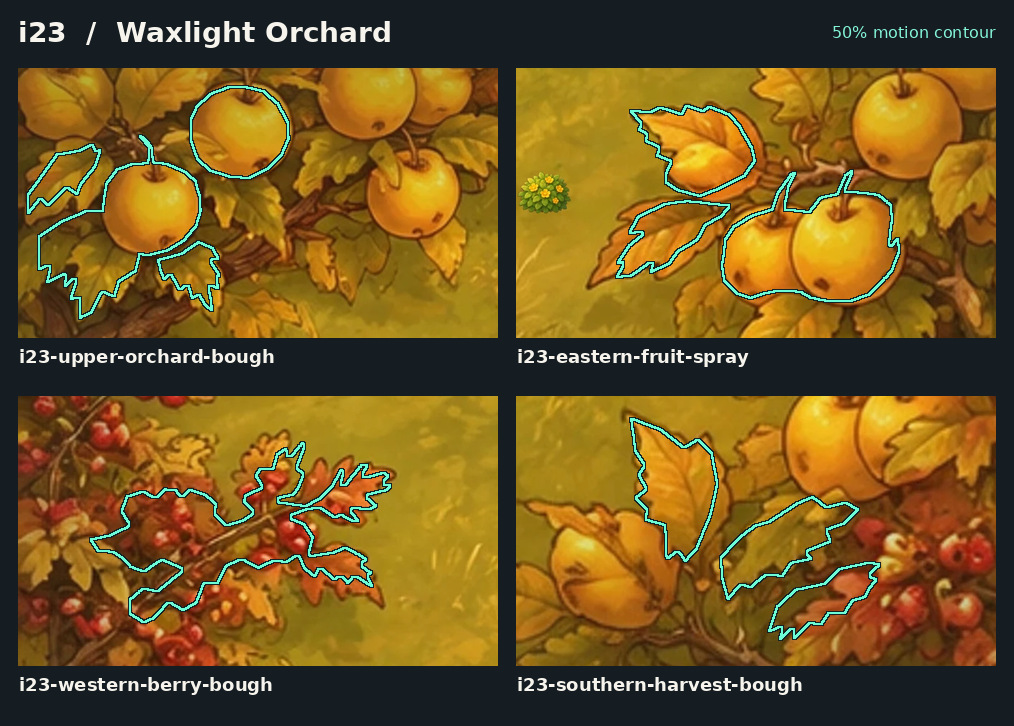 i23 / Waxlight Orchard
50% motion contour
i23-upper-orchard-bough
i23-eastern-fruit-spray
i23-western-berry-bough
i23-southern-harvest-bough